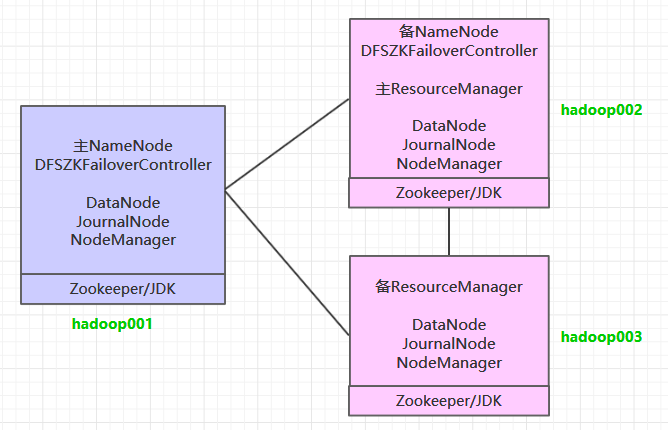 主NameNode
DFSZKFailoverController
DataNode
JournalNode
NodeManager
Zookeeper/JDK
hadoop001
备NameNode
DFSZKFailoverController
主ResourceManager
DataNode
JournalNode
NodeManager
Zookeeper/JDK
hadoop002
备ResourceManager
DataNode
JournalNode
NodeManager
Zookeeper/JDK
hadoop003